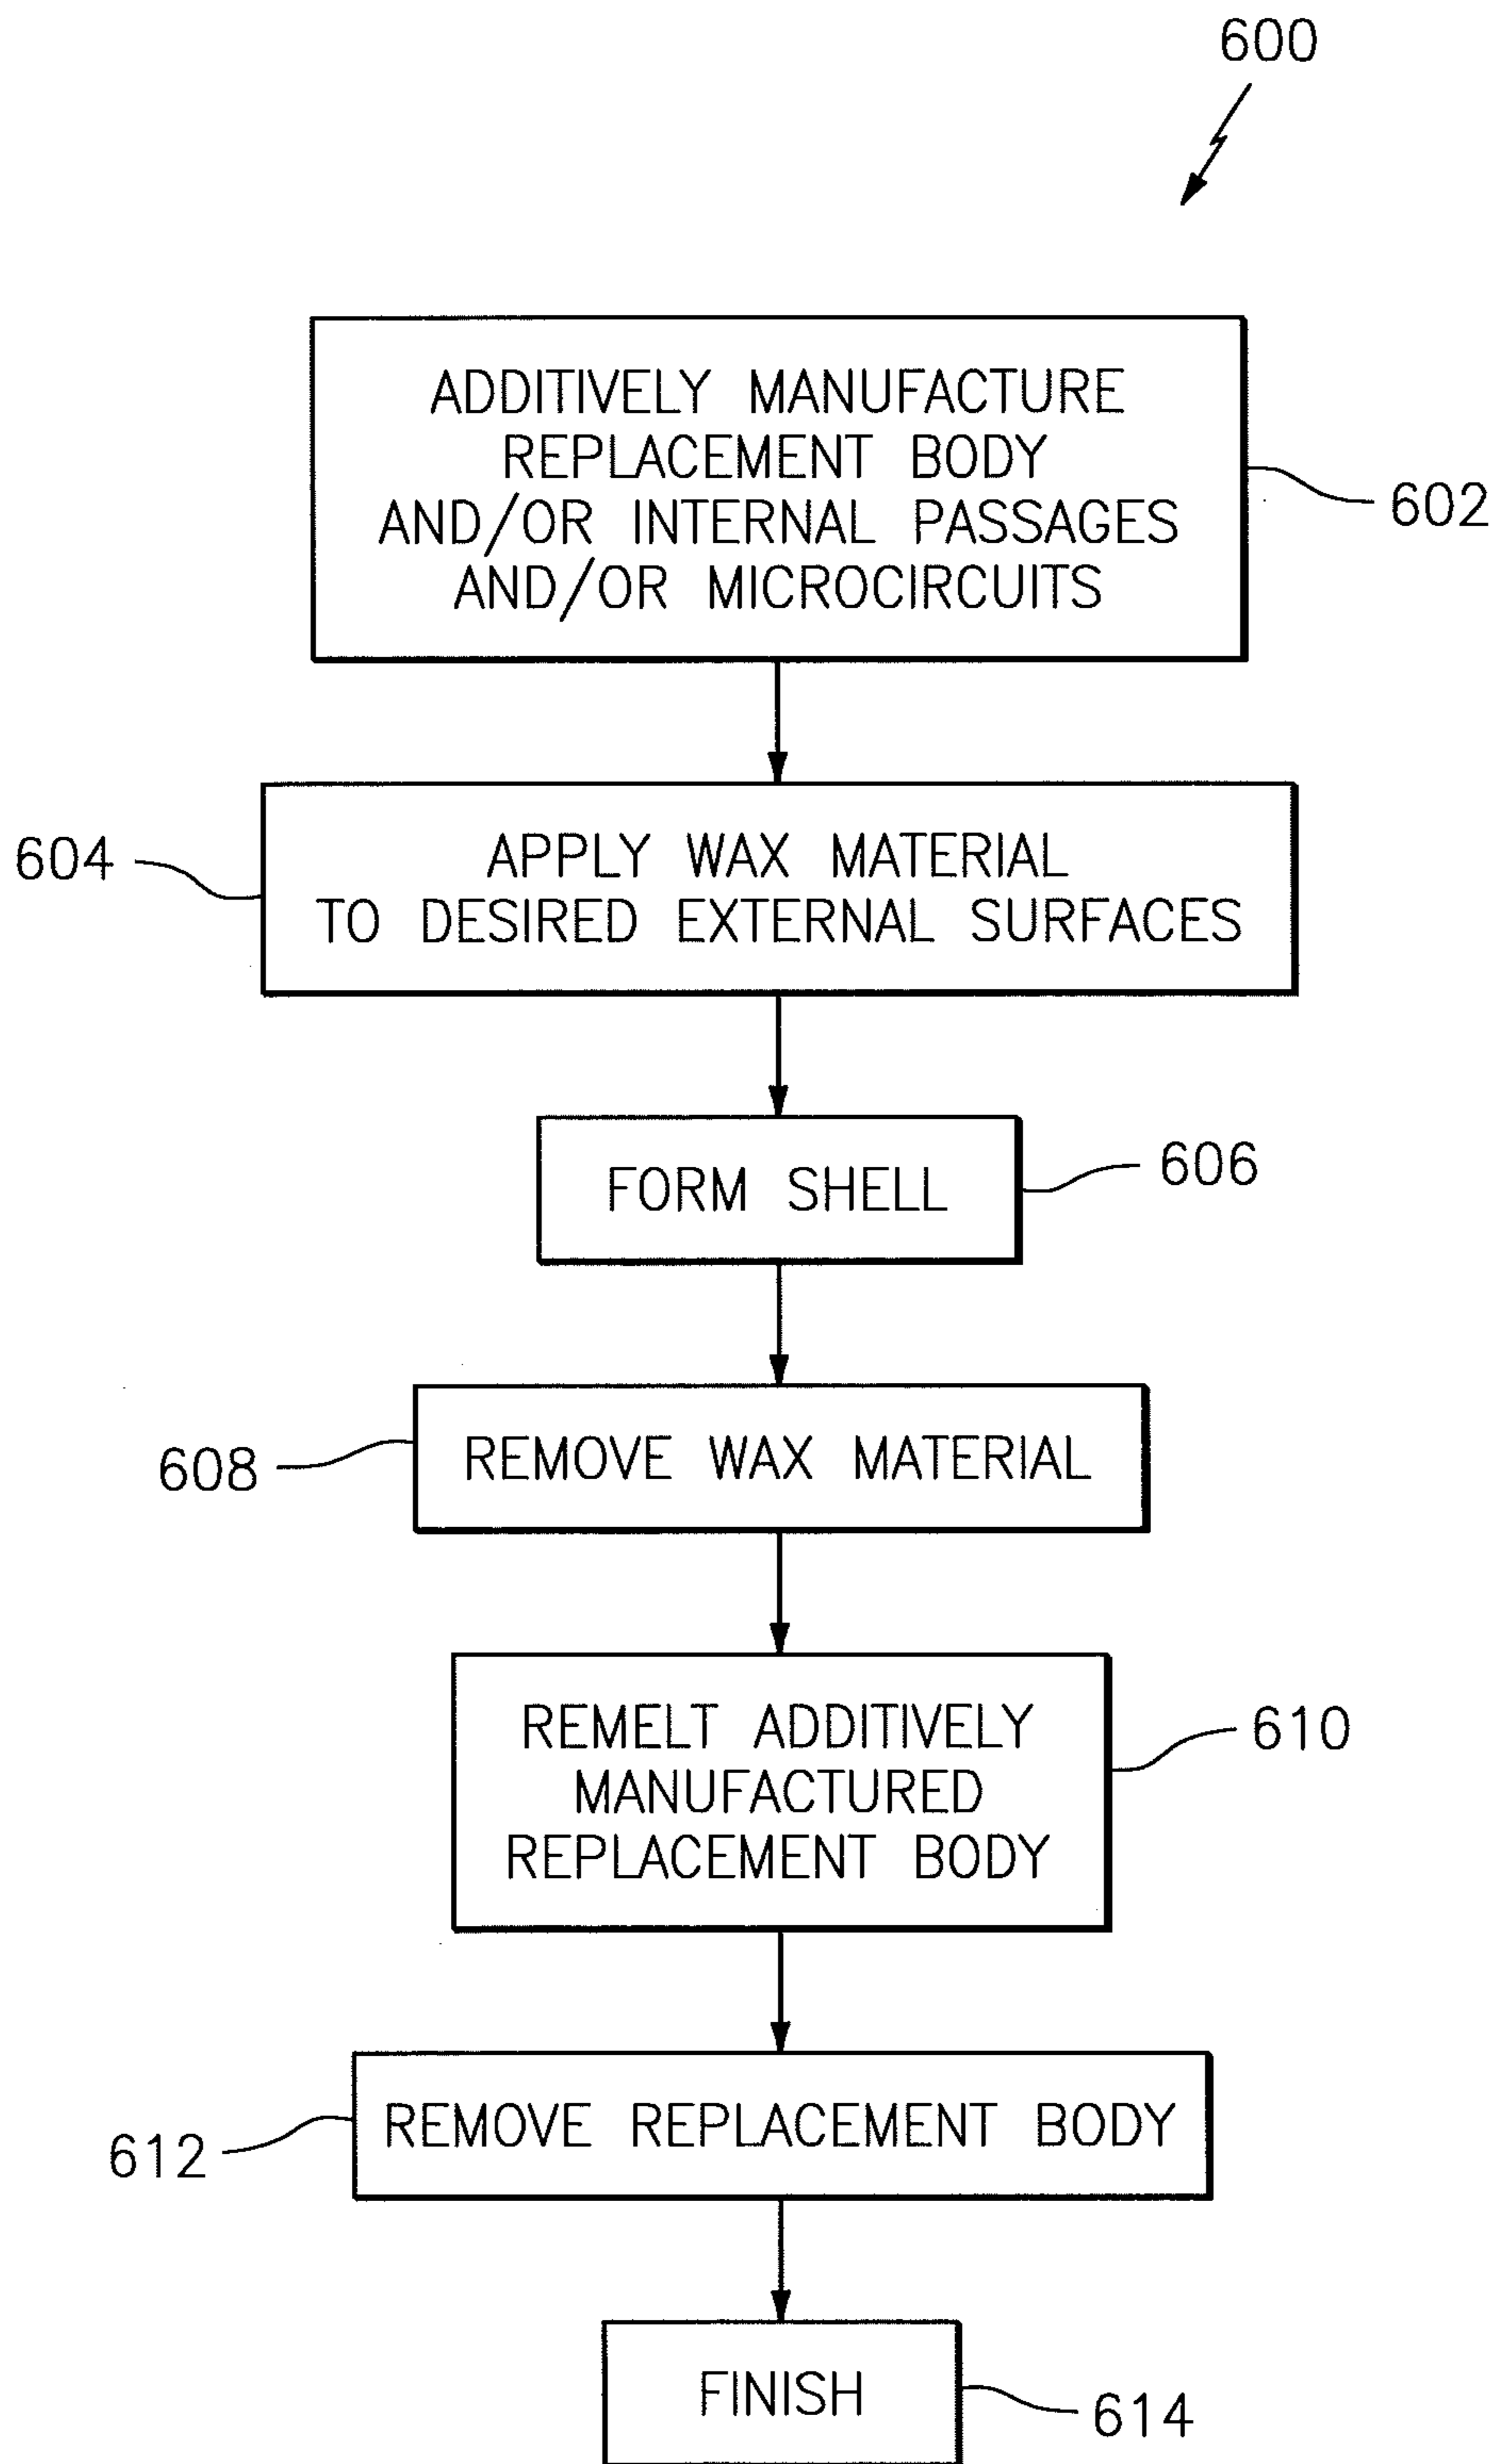 600
ADDITIVELY MANUFACTURE
REPLACEMENT BODY
AND/OR INTERNAL PASSAGES
AND/OR MICROCIRCUITS
602
604
APPLY WAX MATERIAL
TO DESIRED EXTERNAL SURFACES
FORM SHELL
606
608
REMOVE WAX MATERIAL
REMELT ADDITIVELY
MANUFACTURED
REPLACEMENT BODY
610
612
REMOVE REPLACEMENT BODY
FINISH
614